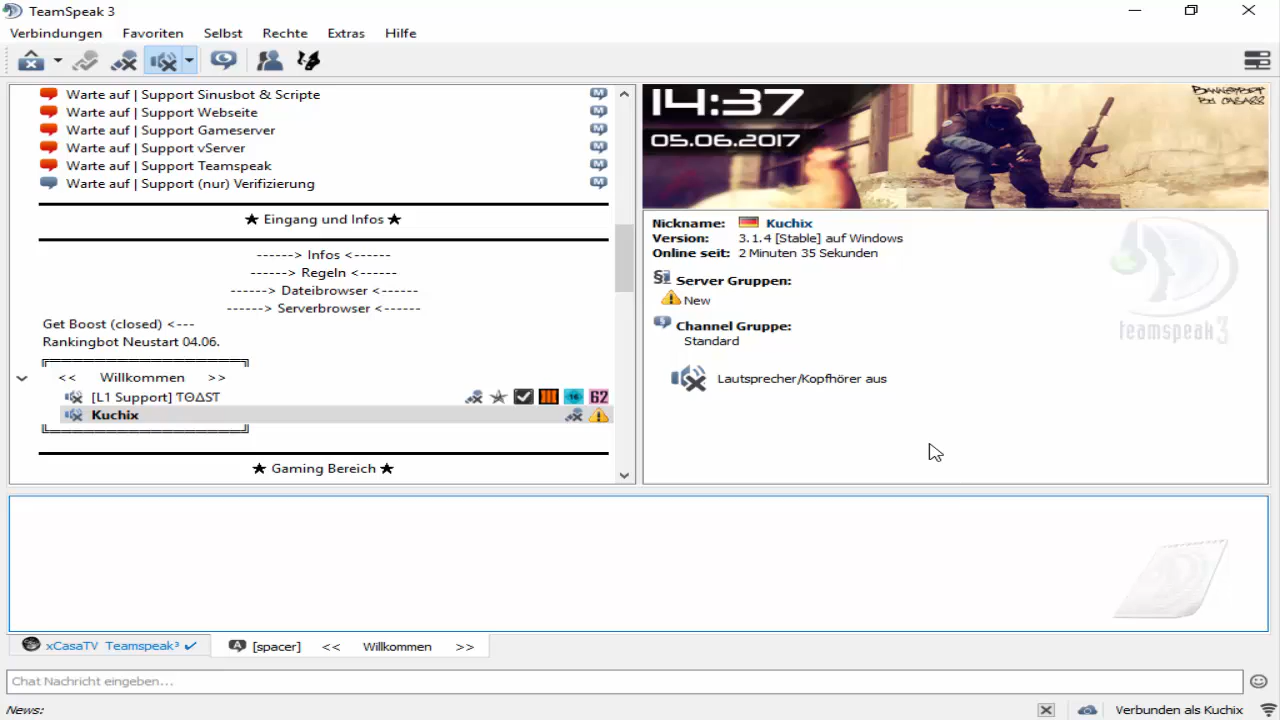 TeamSpeak 3
Verbindungen Favoriten Selbst Rechte Extras Hilfe
Warte auf | Support Sinusbot & Scripte
Warte auf | Support Webseite
Warte auf | Support Gameserver
Warte auf | Support vServer
Warte auf | Support Teamspeak
Warte auf | Support (nur) Verifizierung
★ Eingang und Infos ★
------> Infos <------
------> Regeln <------
------> Dateibrowser <------
------> Serverbrowser <------
Get Boost (closed) <---
Rankingbot Neustart 04.06.
<< Willkommen >>
[L1 Support] TΘΔST
62
Kuchix
★ Gaming Bereich ★
14:37
05.06.2017
Nickname: Kuchix
Version: 3.1.4 [Stable] auf Windows
Online seit: 2 Minuten 35 Sekunden
Server Gruppen:
New
Channel Gruppe:
Standard
Lautsprecher/Kopfhörer aus
teamspeak3
xCasaTV Teamspeak³ ✔
[spacer] << Willkommen >>
Chat Nachricht eingeben...
News:
Verbunden als Kuchix